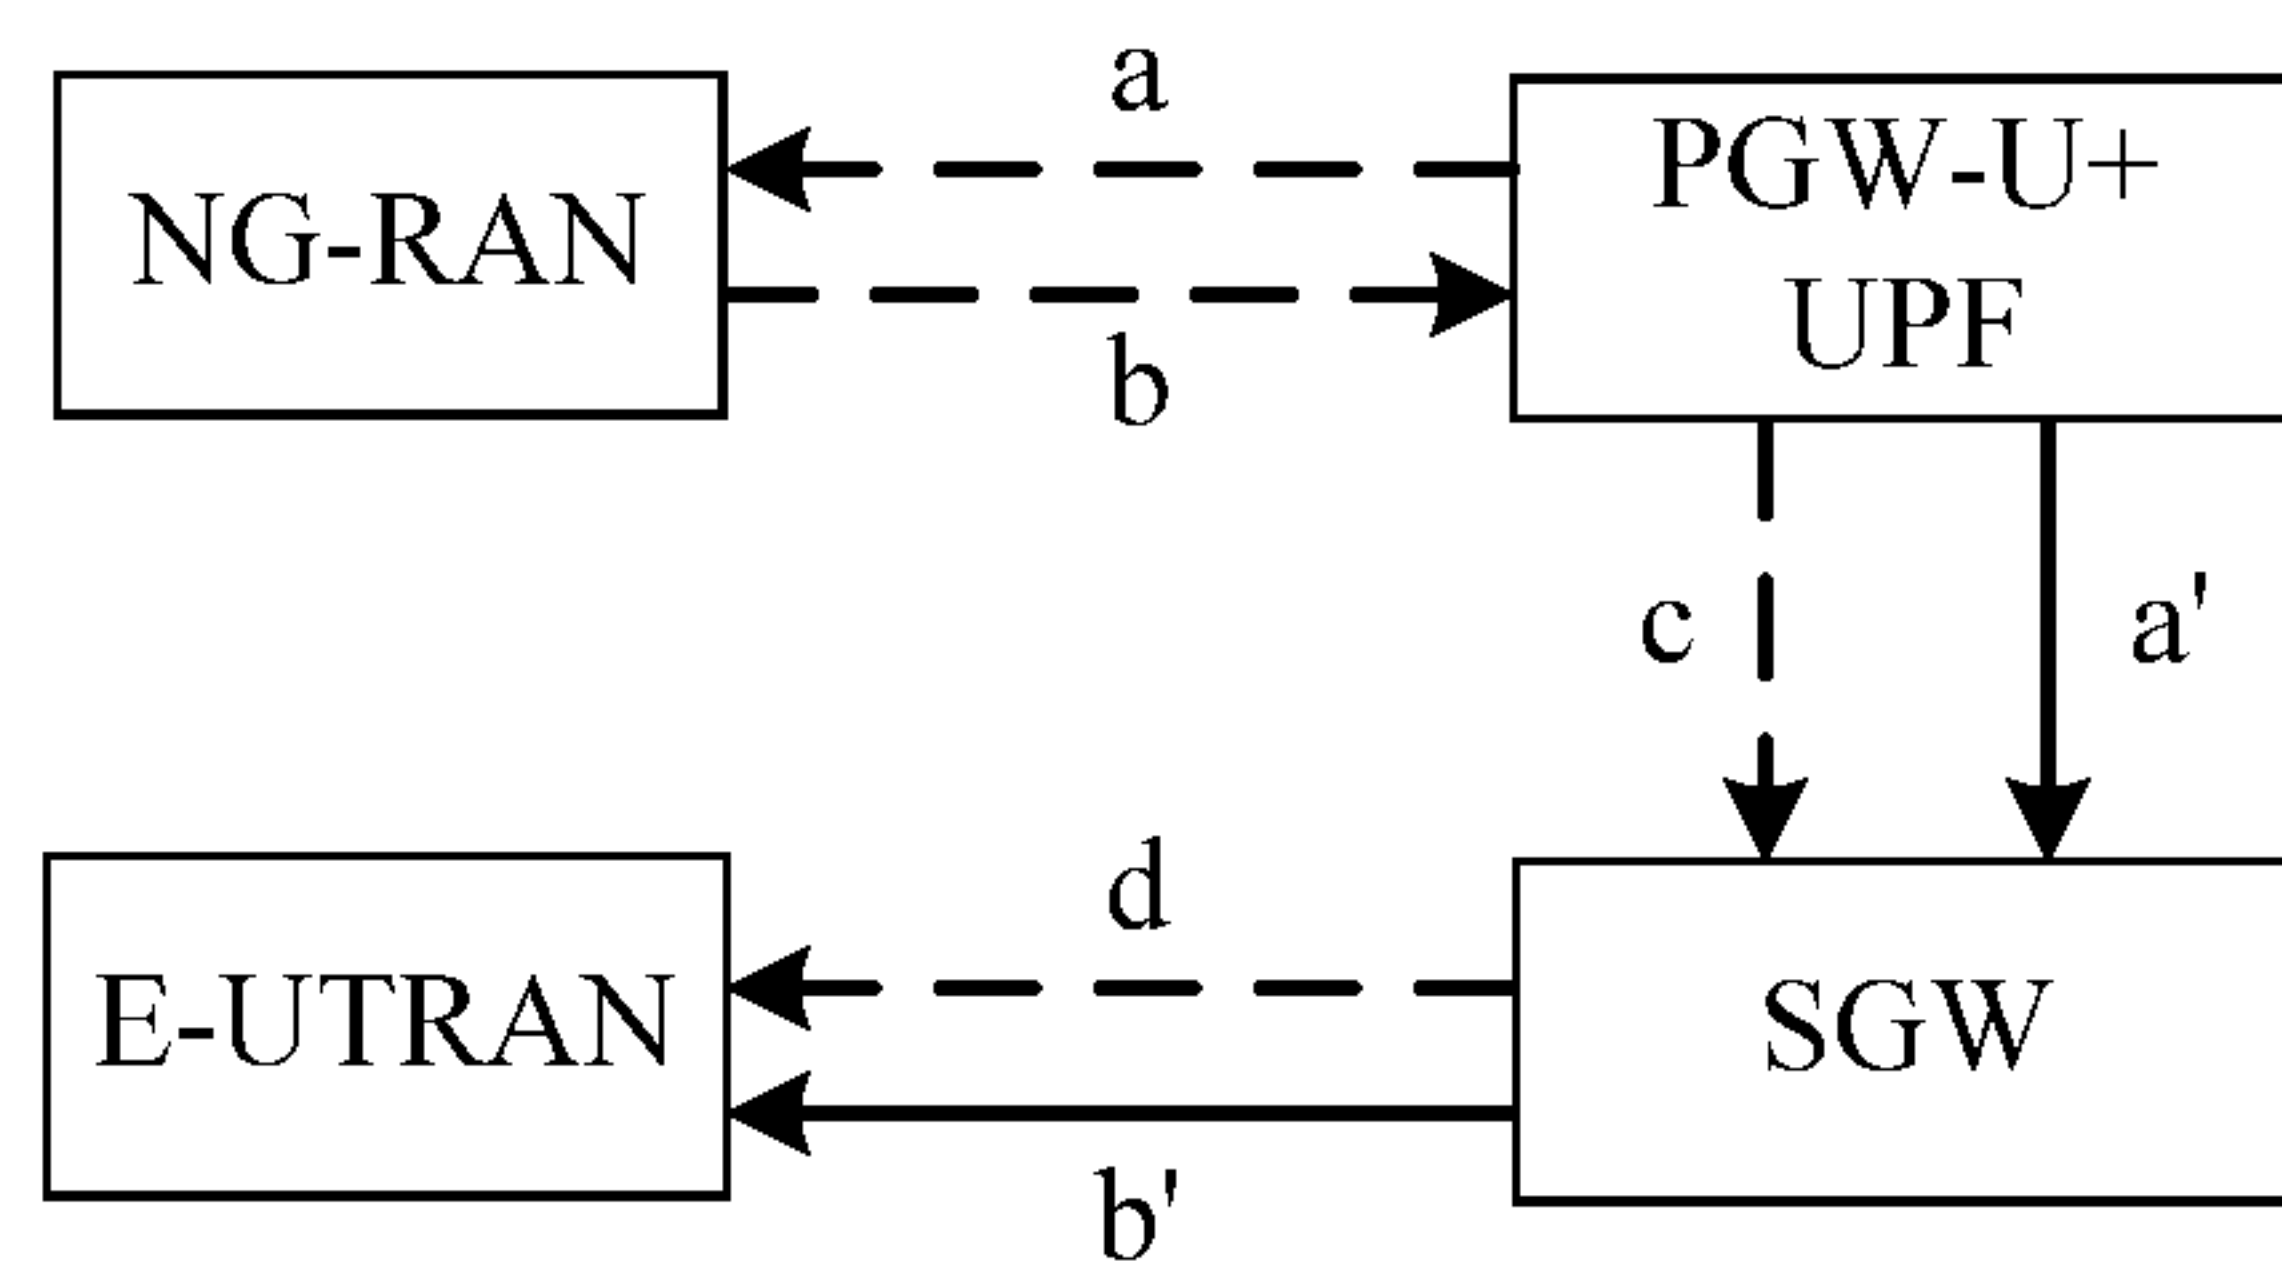 a
NG-RAN
PGW-U+
UPF
b
c
a'
d
E-UTRAN
SGW
b'